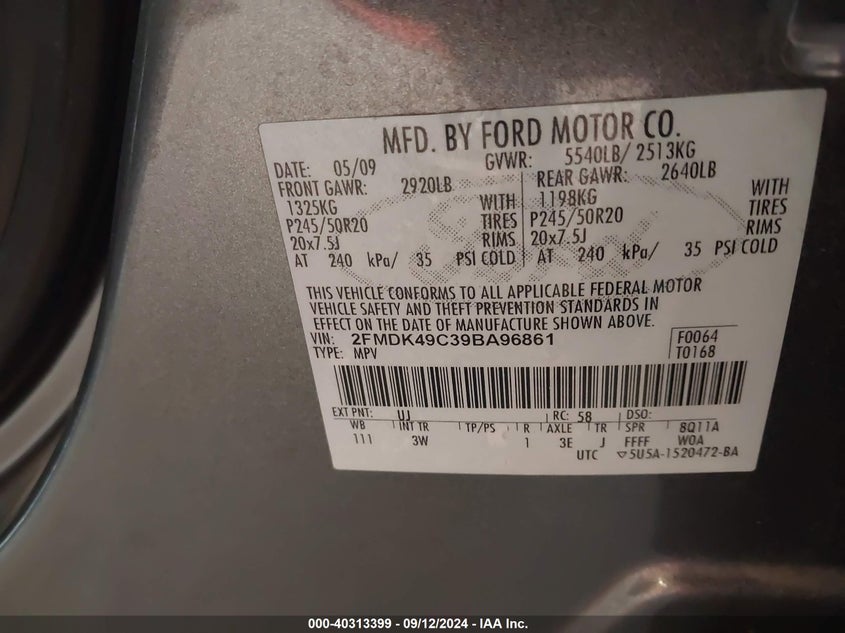 MFD. BY FORD MOTOR CO.
DATE: 05/09 GVWR: 5540LB/ 2513KG
FRONT GAWR: 2920LB REAR GAWR: 2640LB
1325KG WITH 1198KG WITH
P245/50R20 TIRES P245/50R20 TIRES
20x7.5J RIMS 20x7.5J RIMS
AT 240 kPa/ 35 PSI COLD AT 240 kPa/ 35 PSI COLD
THIS VEHICLE CONFORMS TO ALL APPLICABLE FEDERAL MOTOR
VEHICLE SAFETY AND THEFT PREVENTION STANDARDS IN
EFFECT ON THE DATE OF MANUFACTURE SHOWN ABOVE.
VIN: 2FMDK49C39BA96861 F0064
TYPE: MPV T0168
EXT PNT: UJ RC: 58 DSO:
WB INT TR TP/PS R AXLE TR SPR 8Q11A
111 3W 1 3E J FFFF WOA
UTC ▽5U5A-1520472-BA
000-40313399 - 09/12/2024 - IAA Inc.